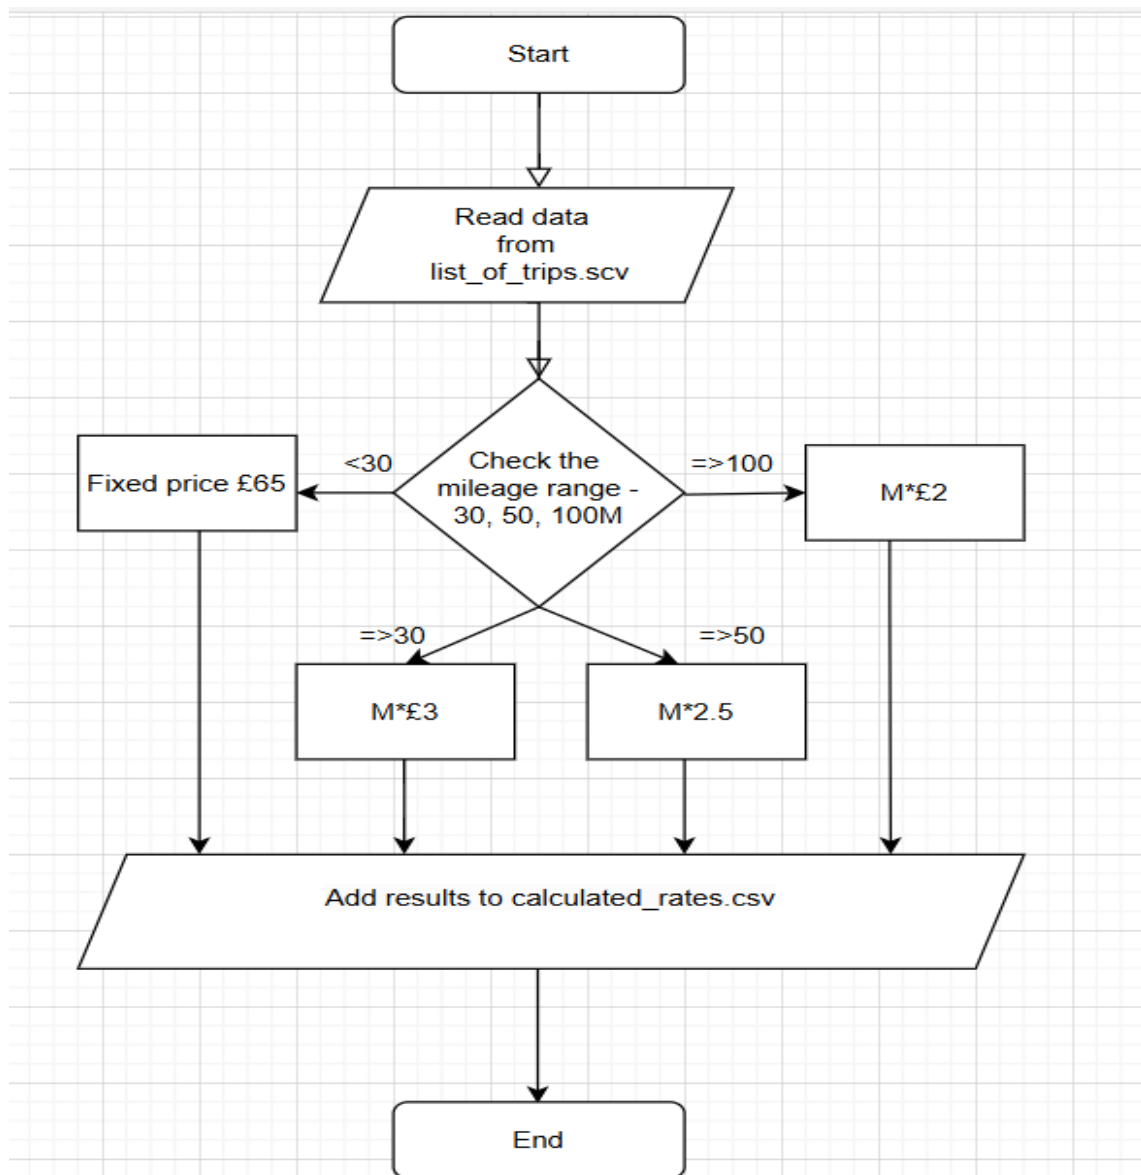 Start
Read data
from
list_of_trips.scv
<30
Check the
mileage range -
30, 50, 100M
=>100
Fixed price £65
M*£2
=>30
=>50
M*£3
M*2.5
Add results to calculated_rates.csv
End